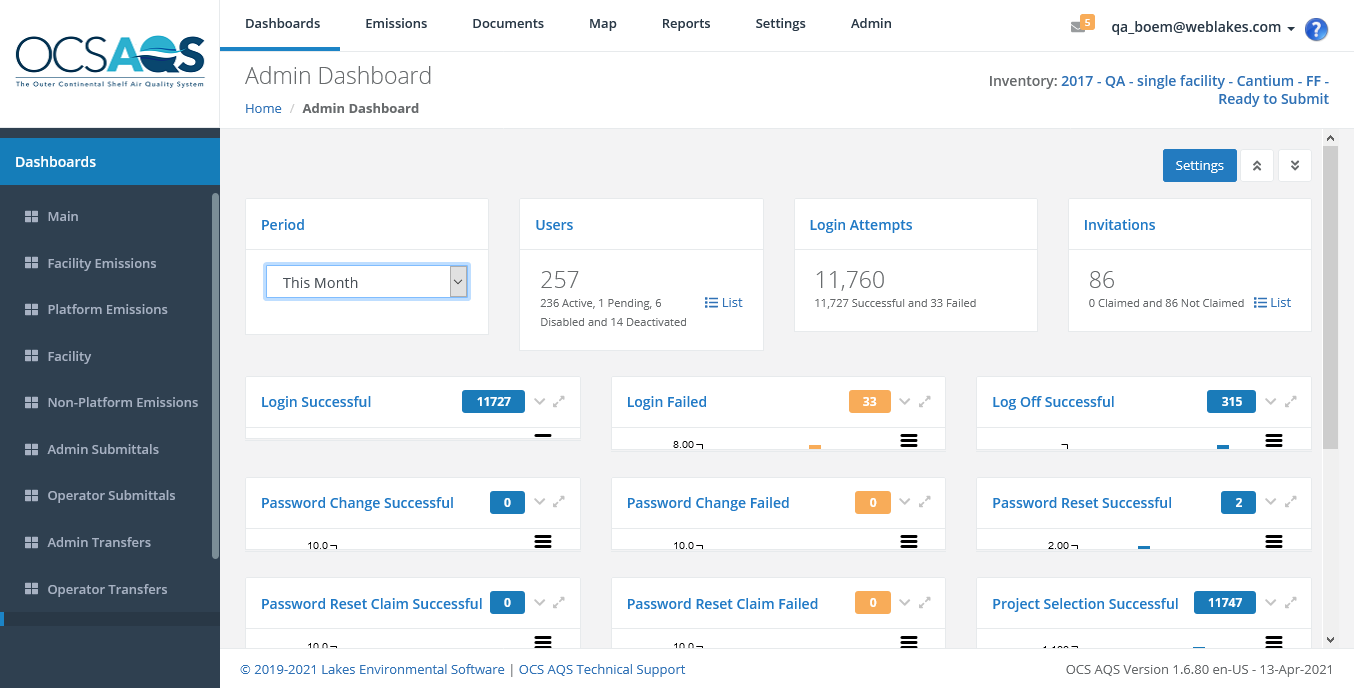 OCSAQS
The Outer Continental Shelf Air Quality System
Dashboards Emissions Documents Map Reports Settings Admin
5
qa_boem@weblakes.com
?
Admin Dashboard
Home / Admin Dashboard
Inventory: 2017 - QA - single facility - Cantium - FF -
Ready to Submit
Dashboards
Main
Facility Emissions
Platform Emissions
Facility
Non-Platform Emissions
Admin Submittals
Operator Submittals
Admin Transfers
Operator Transfers
Settings
Period
This Month
Users
257
236 Active, 1 Pending, 6
Disabled and 14 Deactivated
List
Login Attempts
11,760
11,727 Successful and 33 Failed
Invitations
86
0 Claimed and 86 Not Claimed
List
Login Successful 11727
Login Failed 33
8.00
Log Off Successful 315
Password Change Successful 0
10.0
Password Change Failed 0
10.0
Password Reset Successful 2
2.00
Password Reset Claim Successful 0
10.0
Password Reset Claim Failed 0
10.0
Project Selection Successful 11747
© 2019-2021 Lakes Environmental Software | OCS AQS Technical Support
OCS AQS Version 1.6.80 en-US - 13-Apr-2021